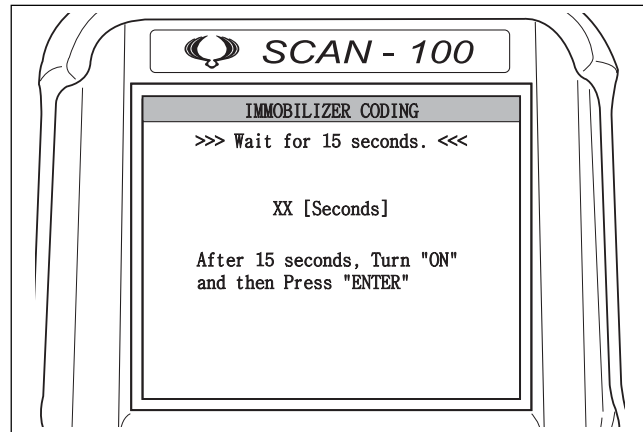 SCAN - 100
IMMOBILIZER CODING
>>> Wait for 15 seconds. <<<
XX [Seconds]
After 15 seconds, Turn "ON"
and then Press "ENTER"